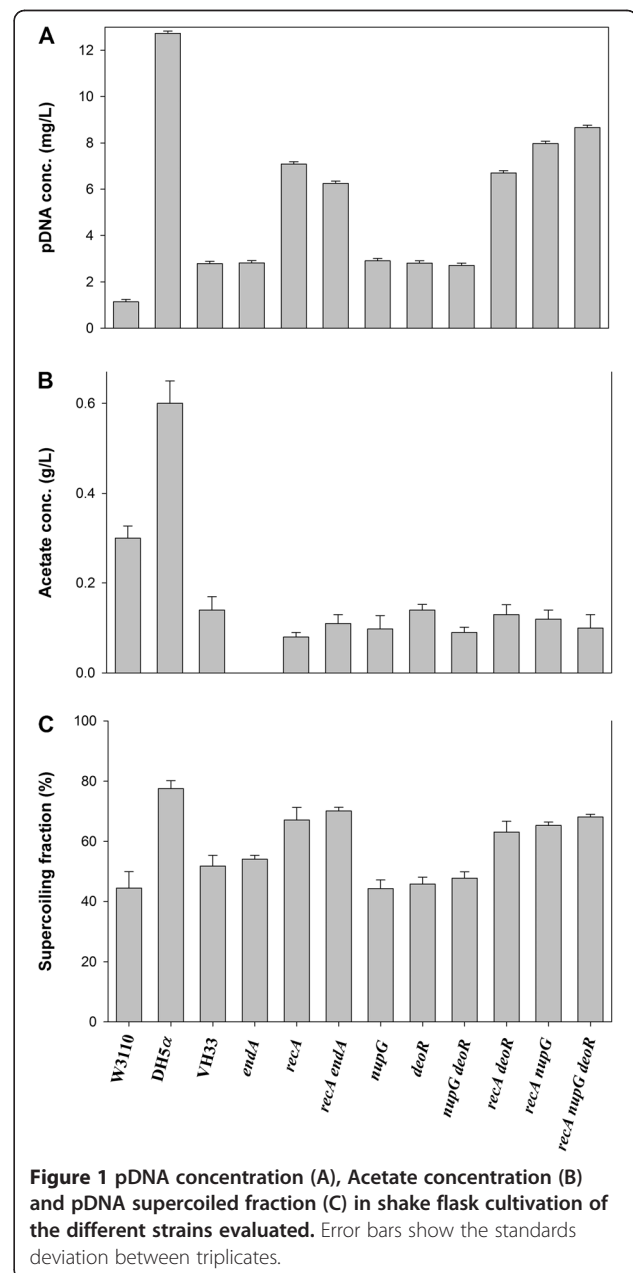 A
pDNA conc. (mg/L)
12
10
8
6
4
2
0
B
Acetate conc. (g/L)
0.6
0.4
0.2
0.0
C
Supercoiling fraction (%)
100
80
60
40
20
0
W3110
DH5α
VH33
endA
recA
recA endA
nupG
deoR
nupG deoR
recA deoR
recA nupG
recA nupG deoR
Figure 1 pDNA concentration (A), Acetate concentration (B)
and pDNA supercoiled fraction (C) in shake flask cultivation of
the different strains evaluated. Error bars show the standards
deviation between triplicates.